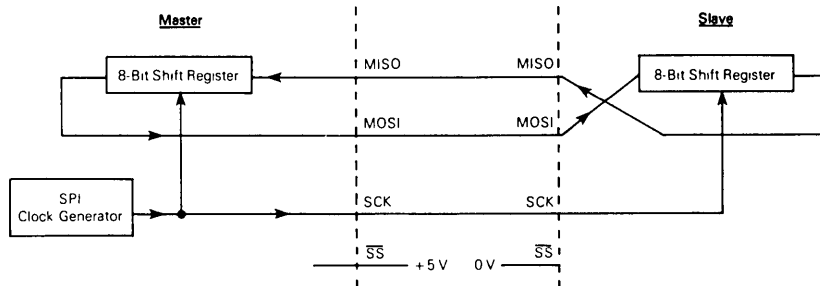 Master
Slave
8-Bit Shift Register
MISO
MISO
8-Bit Shift Register
MOSI
MOSI
SPI
Clock Generator
SCK
SCK
SS
+5 V
0 V
SS